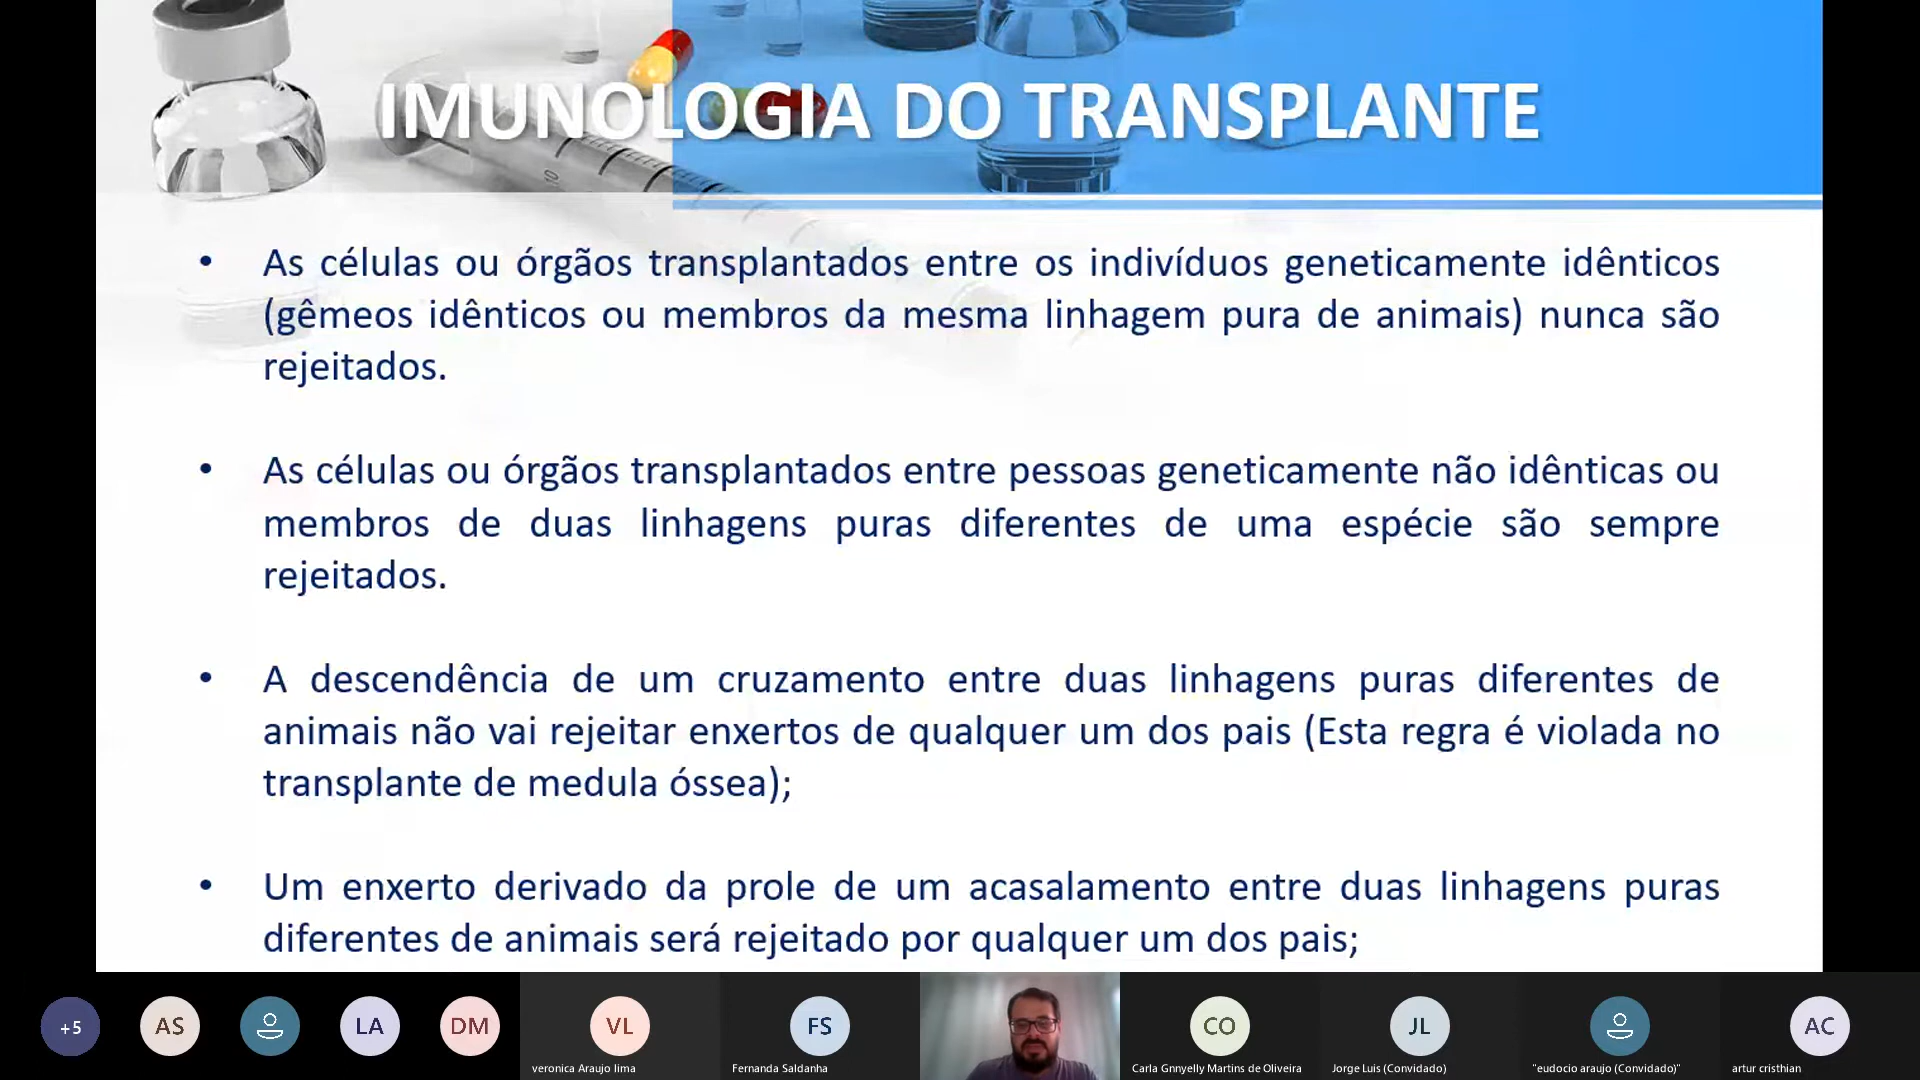 IMUNOLOGIA DO TRANSPLANTE
• As células ou órgãos transplantados entre os indivíduos geneticamente idênticos
(gêmeos idênticos ou membros da mesma linhagem pura de animais) nunca são
rejeitados.
• As células ou órgãos transplantados entre pessoas geneticamente não idênticas ou
membros de duas linhagens puras diferentes de uma espécie são sempre
rejeitados.
• A descendência de um cruzamento entre duas linhagens puras diferentes de
animais não vai rejeitar enxertos de qualquer um dos pais (Esta regra é violada no
transplante de medula óssea);
• Um enxerto derivado da prole de um acasalamento entre duas linhagens puras
diferentes de animais será rejeitado por qualquer um dos pais;
+5
AS
LA
DM
VL
FS
CO
JL
AC
veronica Araujo lima
Fernanda Saldanha
Carla Gnnyelly Martins de Oliveira
Jorge Luis (Convidado)
"eudocio araujo (Convidado)"
artur cristhian